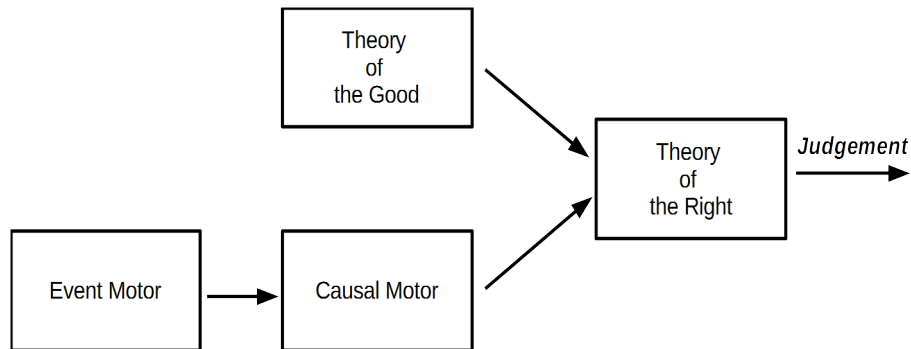 Theory
of
the Good
Theory
of
the Right
Judgement
Event Motor
Causal Motor